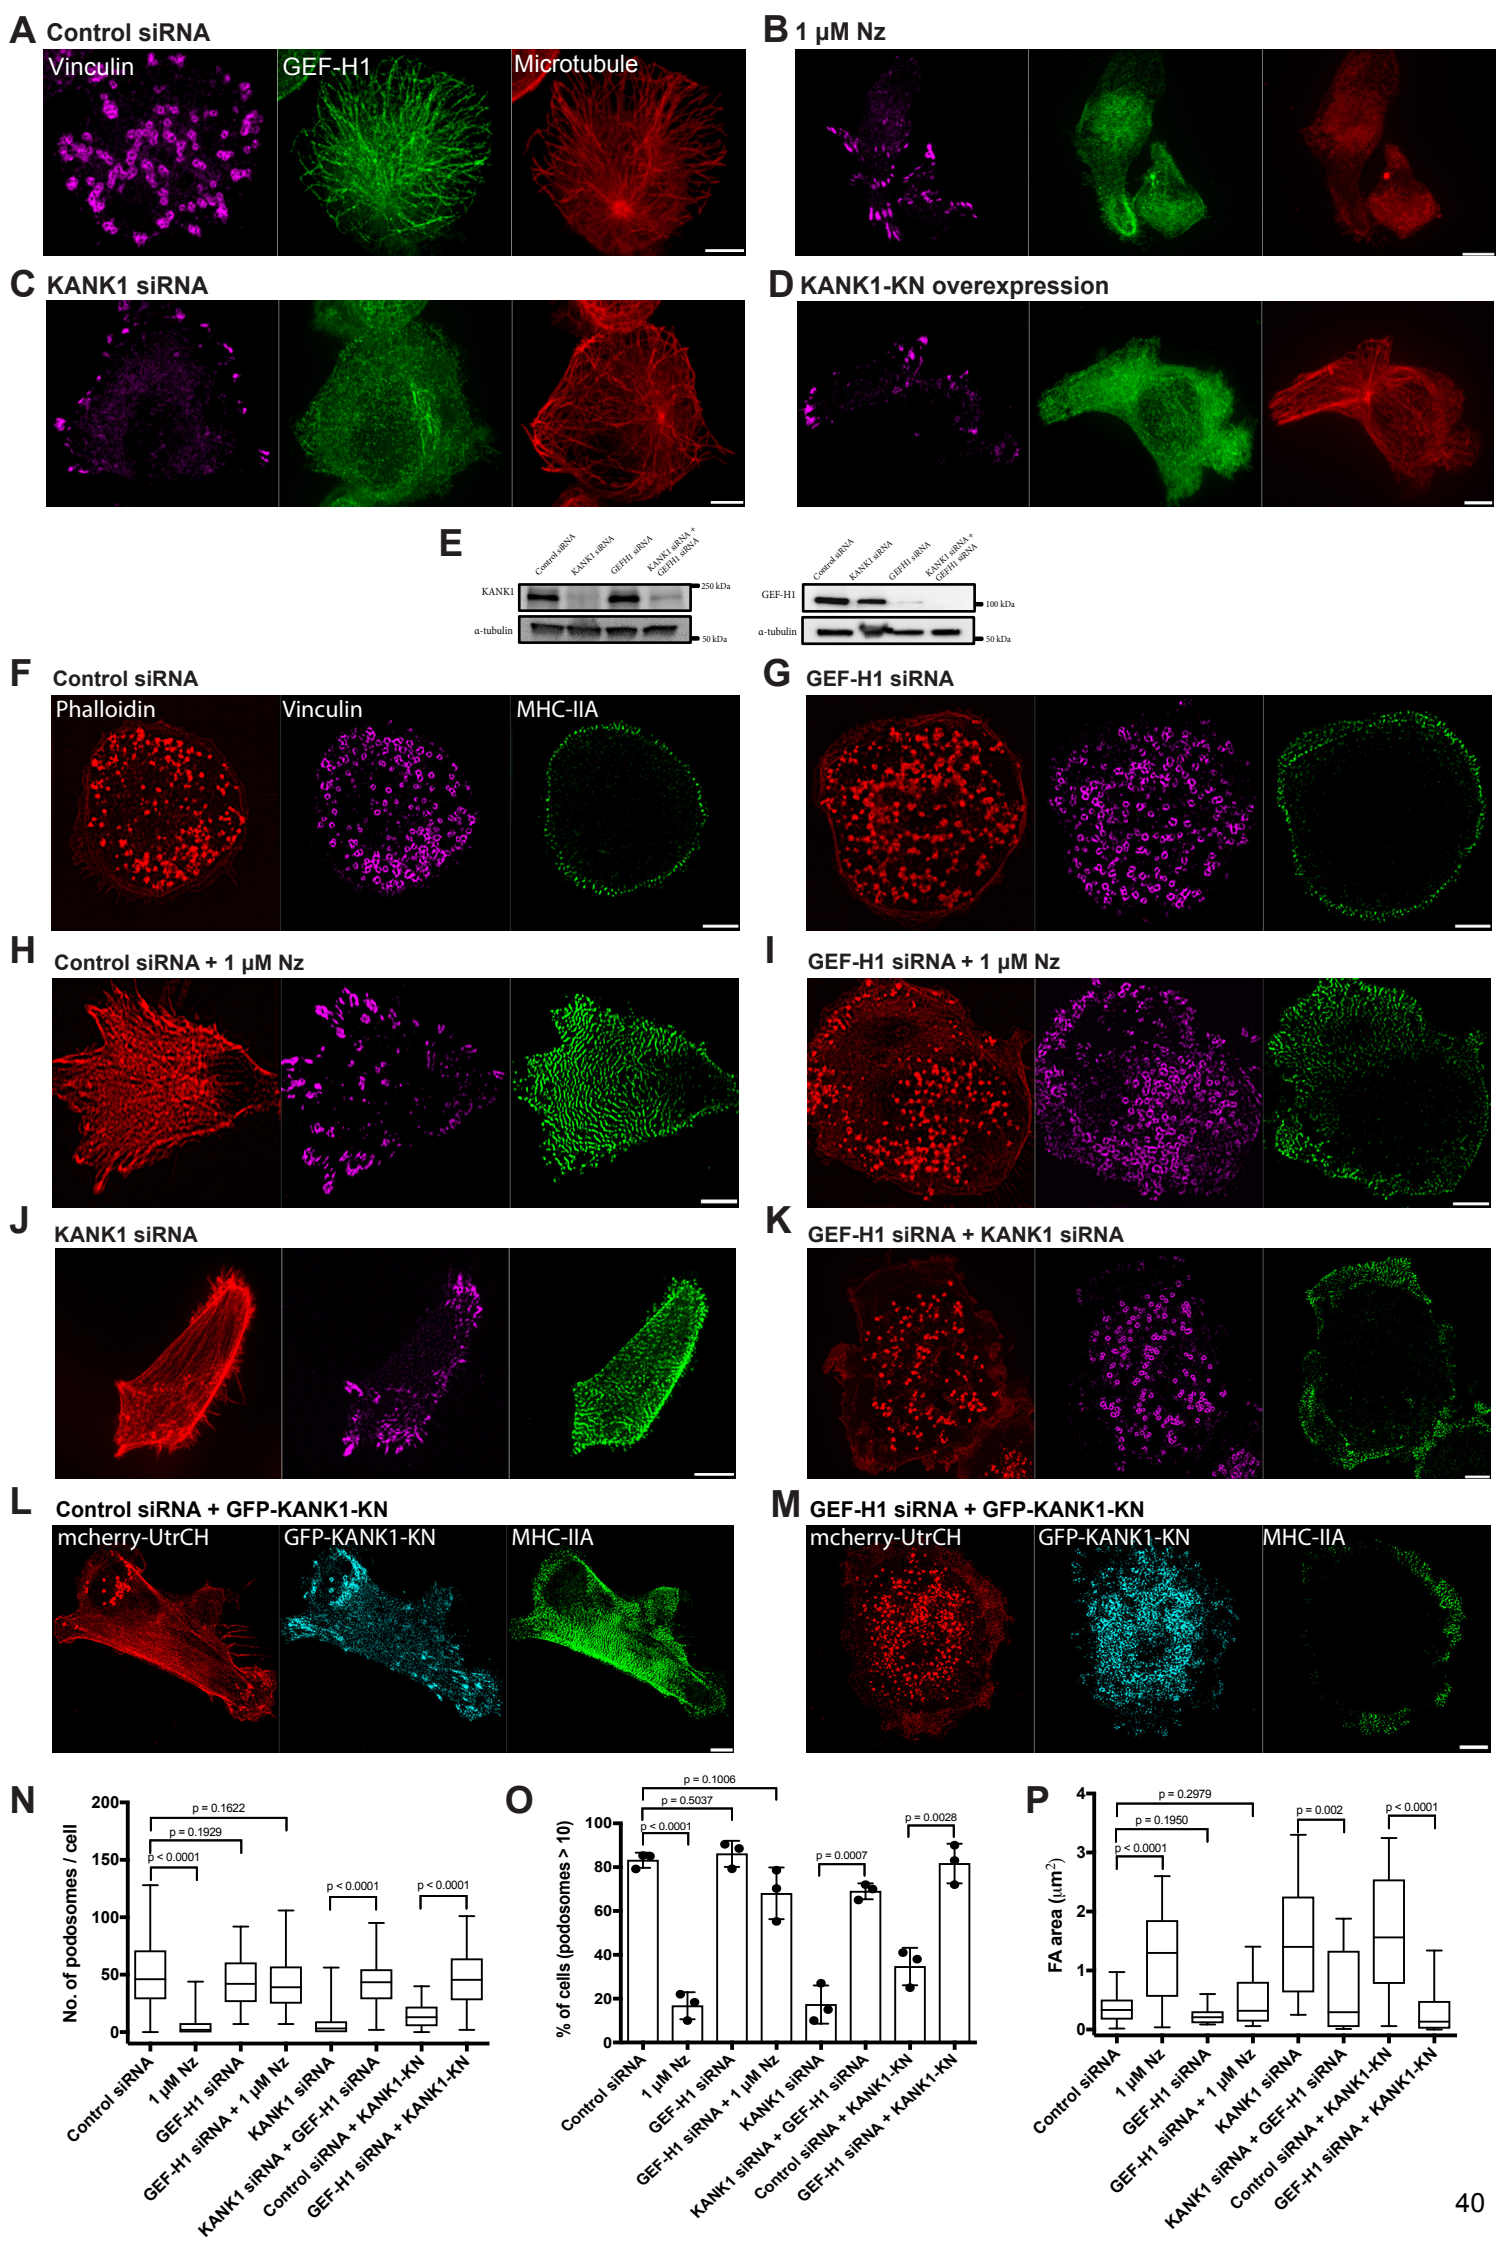 A Control siRNA
Vinculin GEF-H1 Microtubule
B 1 µM Nz
C KANK1 siRNA
D KANK1-KN overexpression
E
Control siRNA
KANK1 siRNA
GEFH1 siRNA
KANK1 siRNA +
GEFH1 siRNA
KANK1
250 kDa
α-tubulin
50 kDa
Control siRNA
KANK1 siRNA
GEFH1 siRNA
KANK1 siRNA +
GEFH1 siRNA
GEF-H1
100 kDa
α-tubulin
50 kDa
F Control siRNA
Phalloidin Vinculin MHC-IIA
G GEF-H1 siRNA
H Control siRNA + 1 µM Nz
I GEF-H1 siRNA + 1 µM Nz
J KANK1 siRNA
K GEF-H1 siRNA + KANK1 siRNA
L Control siRNA + GFP-KANK1-KN
mcherry-UtrCH GFP-KANK1-KN MHC-IIA
M GEF-H1 siRNA + GFP-KANK1-KN
mcherry-UtrCH GFP-KANK1-KN MHC-IIA
N
No. of podosomes / cell
200
150
100
50
0
p = 0.1622
p = 0.1929
p < 0.0001
p < 0.0001
p < 0.0001
Control siRNA
1 µM Nz
GEF-H1 siRNA
GEF-H1 siRNA + 1 µM Nz
KANK1 siRNA
KANK1 siRNA + GEF-H1 siRNA
Control siRNA + KANK1-KN
GEF-H1 siRNA + KANK1-KN
O
% of cells (podosomes > 10)
100
80
60
40
20
0
p = 0.1006
p = 0.5037
p < 0.0001
p = 0.0007
p = 0.0028
Control siRNA
1 µM Nz
GEF-H1 siRNA
GEF-H1 siRNA + 1 µM Nz
KANK1 siRNA
KANK1 siRNA + GEF-H1 siRNA
Control siRNA + KANK1-KN
GEF-H1 siRNA + KANK1-KN
P
FA area (µm²)
4
3
2
1
0
p = 0.2979
p = 0.1950
p < 0.0001
p = 0.002
p < 0.0001
Control siRNA
1 µM Nz
GEF-H1 siRNA
GEF-H1 siRNA + 1 µM Nz
KANK1 siRNA
KANK1 siRNA + GEF-H1 siRNA
Control siRNA + KANK1-KN
GEF-H1 siRNA + KANK1-KN
40